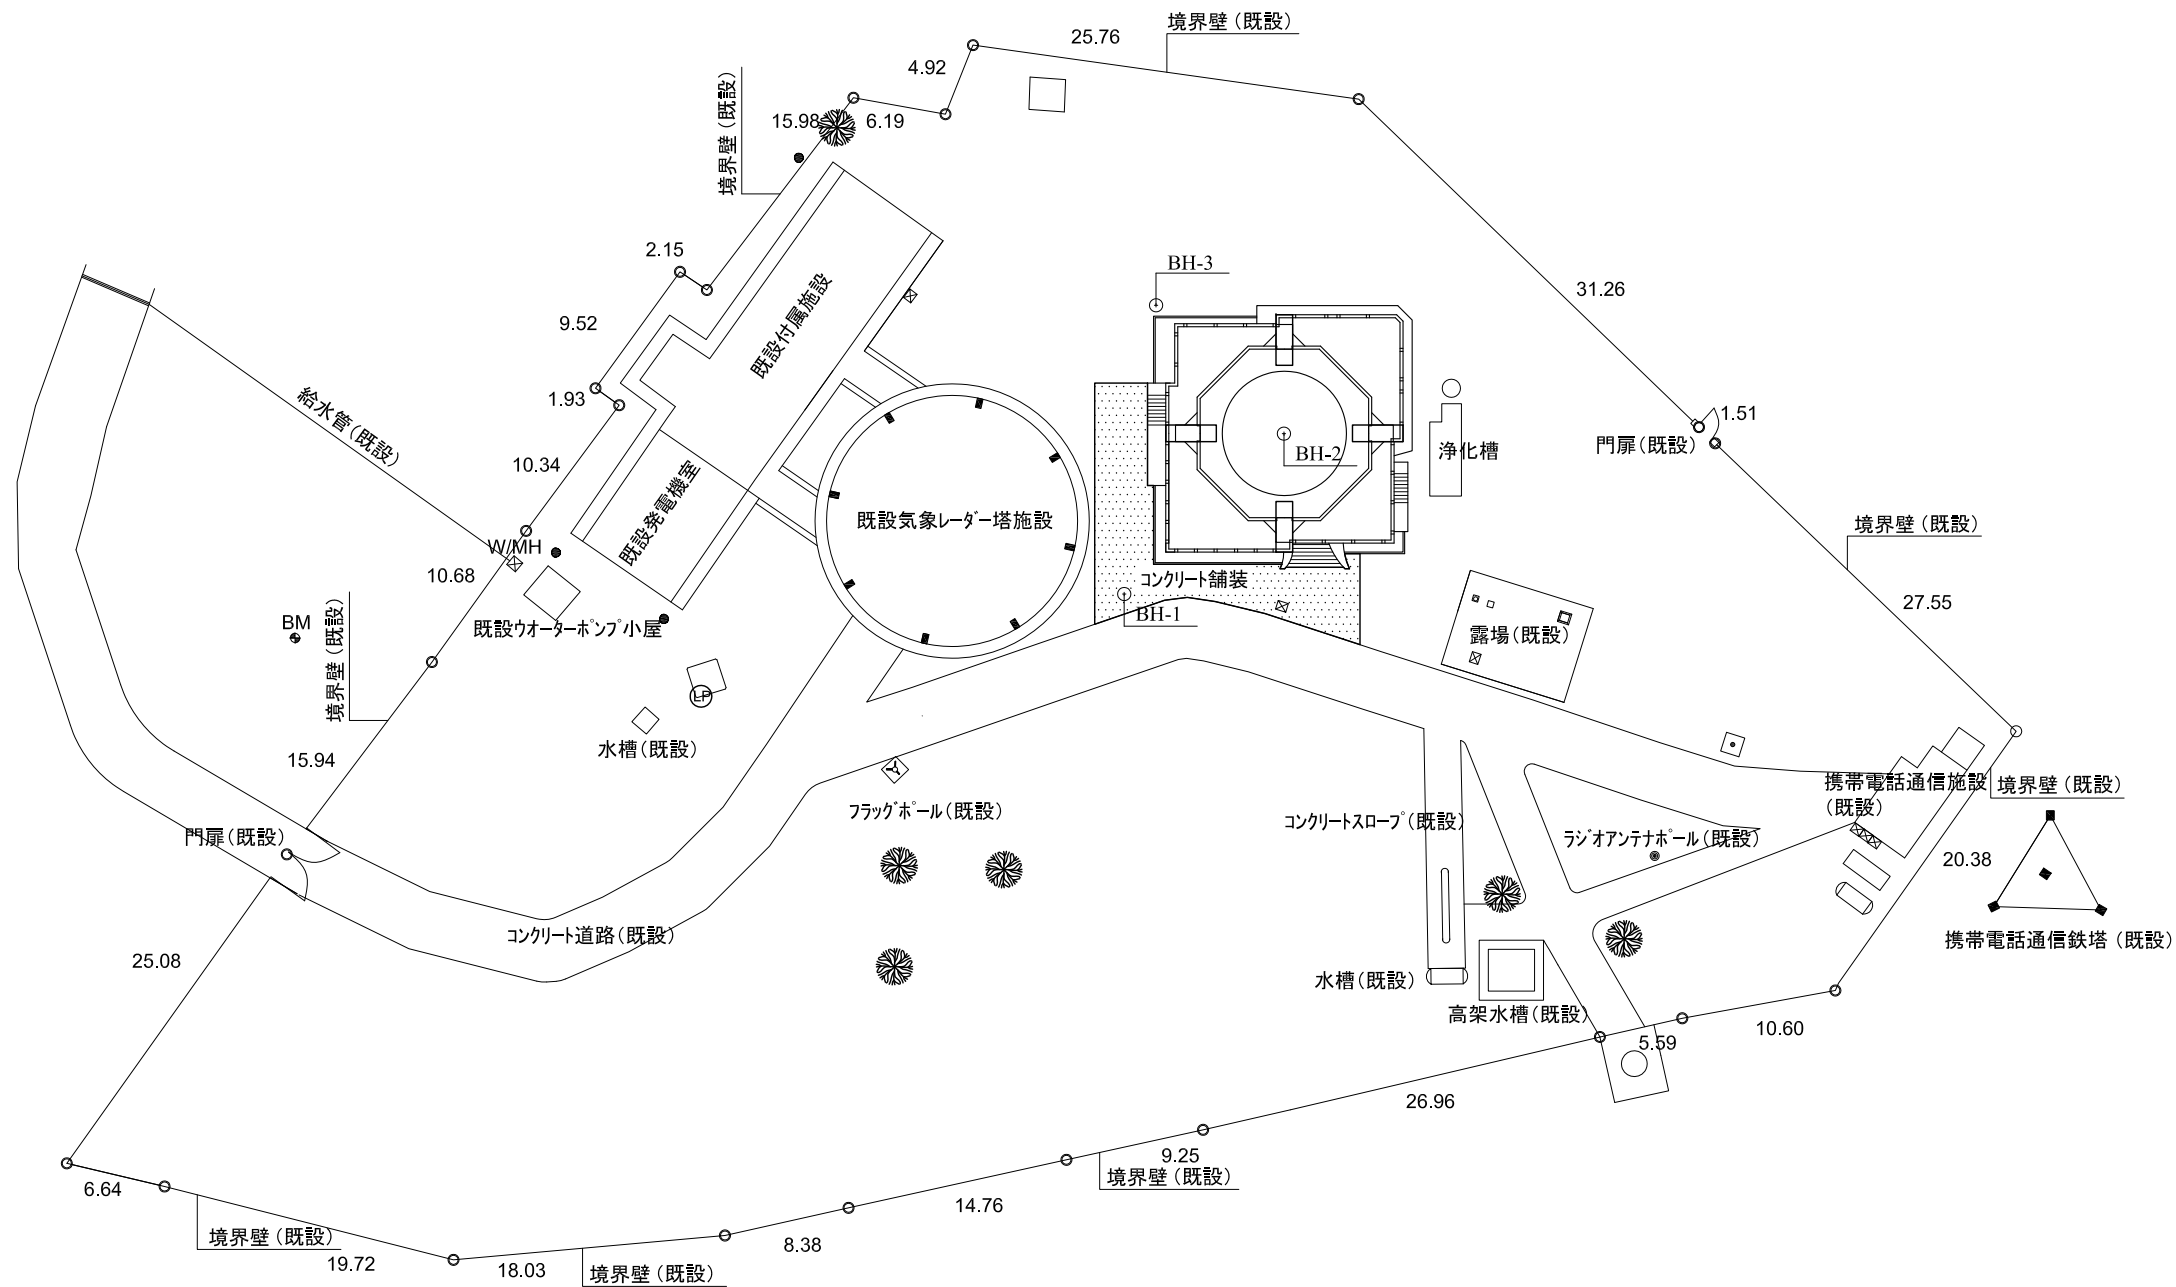 境界壁（既設）
25.76
4.92
境界壁（既設）
15.98
6.19
2.15
BH-3
31.26
既設付属施設
9.52
1.93
給水管（既設）
1.51
門扉（既設）
BH-2
浄化槽
10.34
既設発電機室
既設気象ﾚｰﾀﾞｰ塔施設
境界壁（既設）
W/MH
10.68
コンクリート舗装
27.55
BM
既設ｳｵｰﾀｰﾎﾟﾝﾌﾟ小屋
BH-1
露場（既設）
境界壁（既設）
LP
水槽（既設）
15.94
携帯電話通信施設
（既設）
境界壁（既設）
フラッグポール（既設）
コンクリートスロープ（既設）
ラジオアンテナポール（既設）
門扉（既設）
20.38
コンクリート道路（既設）
携帯電話通信鉄塔（既設）
25.08
水槽（既設）
高架水槽（既設）
10.60
5.59
26.96
9.25
境界壁（既設）
6.64
14.76
境界壁（既設）
8.38
19.72
18.03
境界壁（既設）